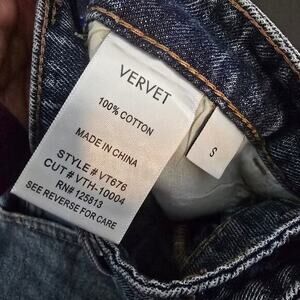 VERVET
100% COTTON
MADE IN CHINA
STYLE # VT676
CUT # VTH-10004
RN# 125813
SEE REVERSE FOR CARE
S